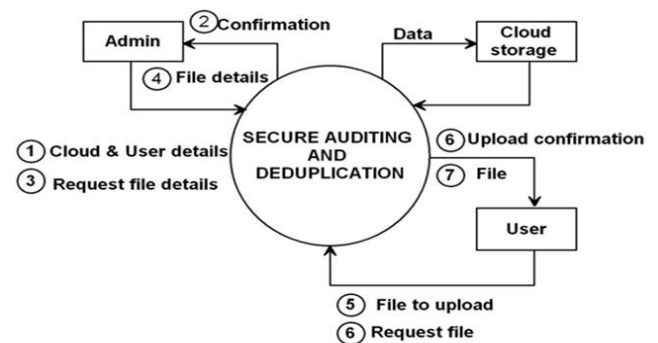 ② Confirmation
Admin
④ File details
Data
Cloud
storage
① Cloud & User details
③ Request file details
SECURE AUDITING
AND
DEDUPLICATION
⑥ Upload confirmation
⑦ File
User
⑤ File to upload
⑥ Request file